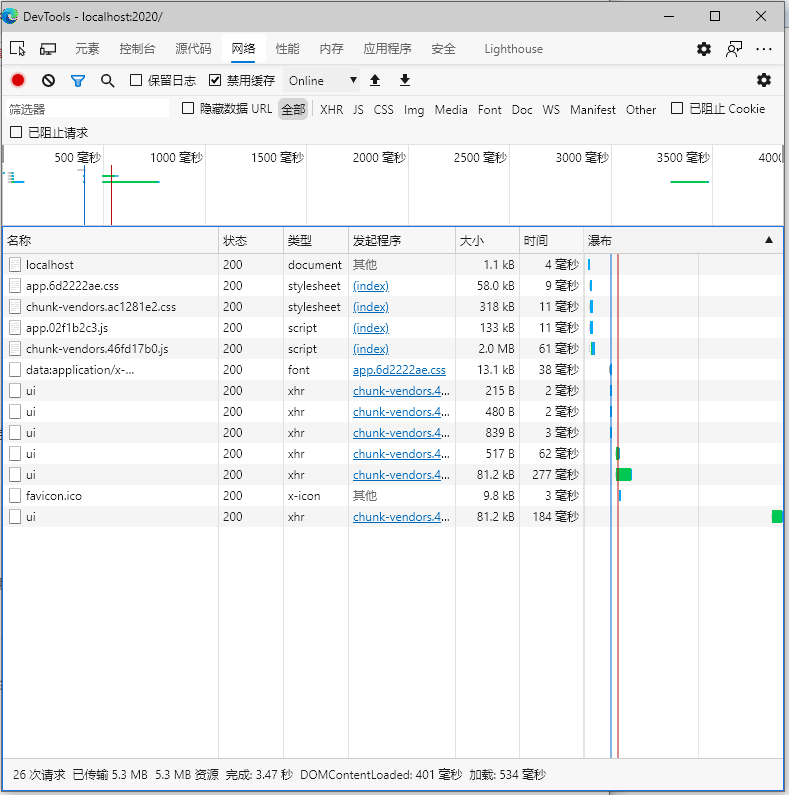 DevTools - localhost:2020/
元素 控制台 源代码 网络 性能 内存 应用程序 安全 Lighthouse
保留日志 禁用缓存 Online
筛选器 隐藏数据 URL 全部 XHR JS CSS Img Media Font Doc WS Manifest Other 已阻止 Cookie
已阻止请求
500 毫秒 1000 毫秒 1500 毫秒 2000 毫秒 2500 毫秒 3000 毫秒 3500 毫秒 4000
名称 状态 类型 发起程序 大小 时间 瀑布
localhost 200 document 其他 1.1 kB 4 毫秒
app.6d2222ae.css 200 stylesheet (index) 58.0 kB 9 毫秒
chunk-vendors.ac1281e2.css 200 stylesheet (index) 318 kB 11 毫秒
app.02f1b2c3.js 200 script (index) 133 kB 11 毫秒
chunk-vendors.46fd17b0.js 200 script (index) 2.0 MB 61 毫秒
data:application/x-... 200 font app.6d2222ae.css 13.1 kB 38 毫秒
ui 200 xhr chunk-vendors.4... 215 B 2 毫秒
ui 200 xhr chunk-vendors.4... 480 B 2 毫秒
ui 200 xhr chunk-vendors.4... 839 B 3 毫秒
ui 200 xhr chunk-vendors.4... 517 B 62 毫秒
ui 200 xhr chunk-vendors.4... 81.2 kB 277 毫秒
favicon.ico 200 x-icon 其他 9.8 kB 3 毫秒
ui 200 xhr chunk-vendors.4... 81.2 kB 184 毫秒
26 次请求 已传输 5.3 MB 5.3 MB 资源 完成: 3.47 秒 DOMContentLoaded: 401 毫秒 加载: 534 毫秒